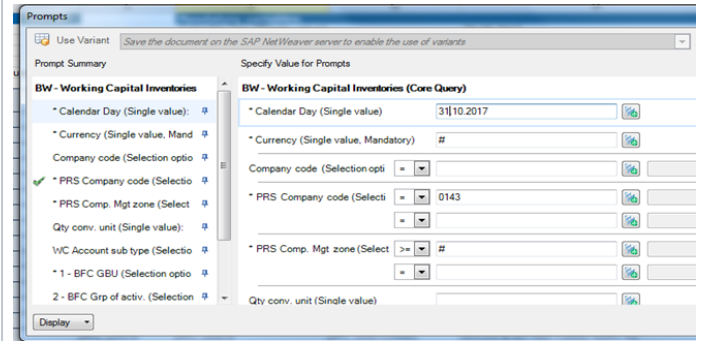 Prompts
Use Variant Save the document on the SAP NetWeaver server to enable the use of variants
Prompt Summary
Specify Value for Prompts
BW - Working Capital Inventories
* Calendar Day (Single value):
* Currency (Single value, Mand
Company code (Selection optio
* PRS Company code (Selectio
* PRS Comp. Mgt zone (Select
Qty conv. unit (Single value):
WC Account sub type (Selectio
* 1 - BFC GBU (Selection optio
2 - BFC Grp of activ. (Selection
BW - Working Capital Inventories (Core Query)
* Calendar Day (Single value) 31.10.2017
* Currency (Single value, Mandatory) #
Company code (Selection opti =
* PRS Company code (Selecti = 0143
=
* PRS Comp. Mgt zone (Select >= #
=
Qty conv. unit (Single value)
Display